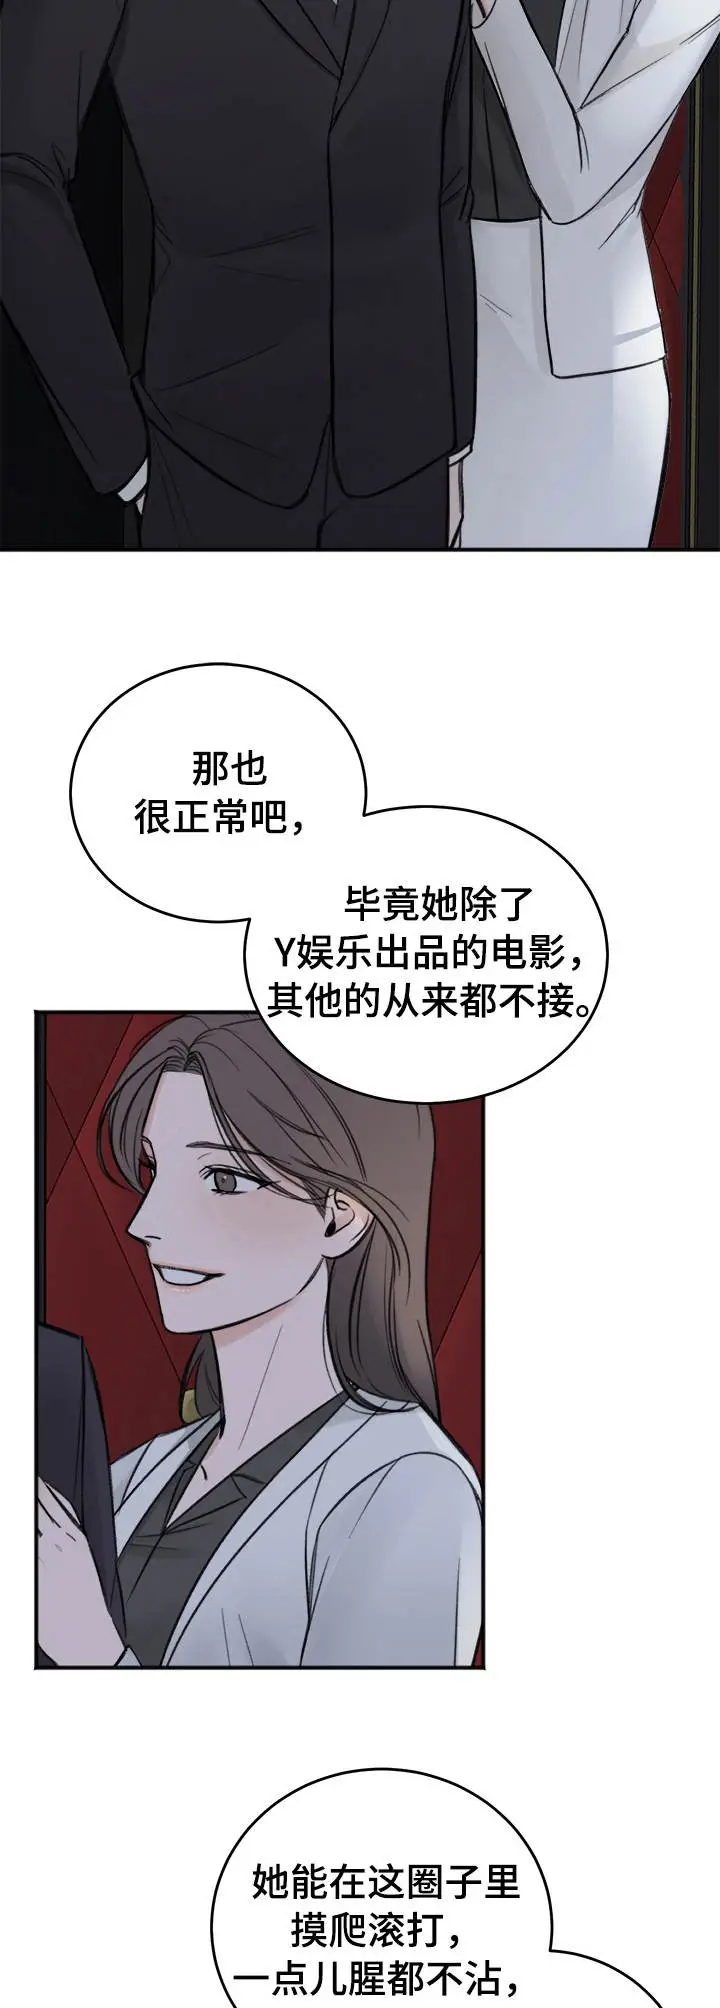 那也
很正常吧，
毕竟她除了
Y娱乐出品的电影，
其他的从来都不接。
她能在这圈子里
摸爬滚打，
一点儿腥都不沾，